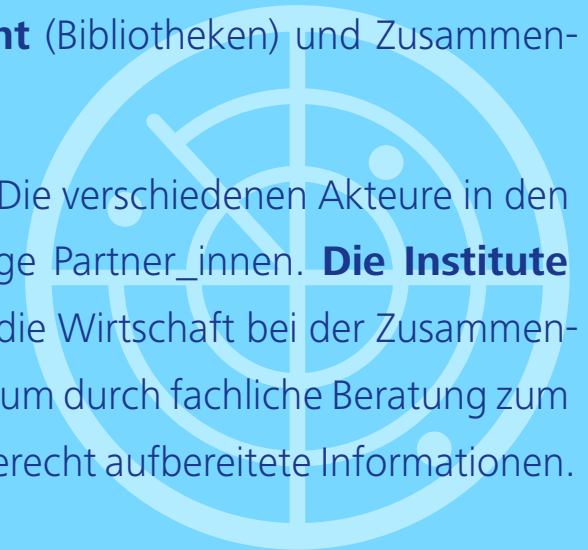 nt (Bibliotheken) und Zusammen-
Die verschiedenen Akteure in den
ge Partner_innen. Die Institute
die Wirtschaft bei der Zusammen-
um durch fachliche Beratung zum
erecht aufbereitete Informationen.